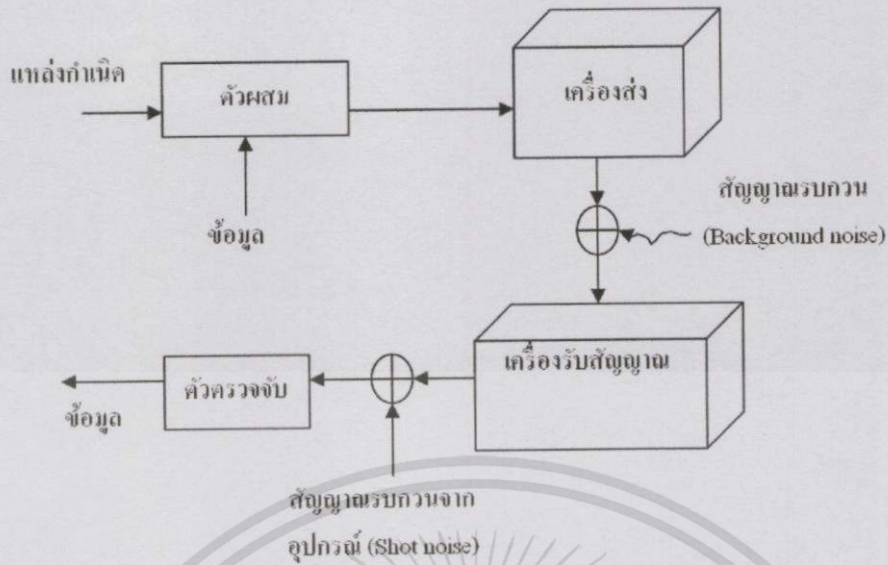 แหล่งกำเนิด
ตัวผสม
เครื่องส่ง
ข้อมูล
สัญญาณรบกวน
(Background noise)
เครื่องรับสัญญาณ
ตัวตรวจจับ
ข้อมูล
สัญญาณรบกวนจาก
อุปกรณ์ (Shot noise)